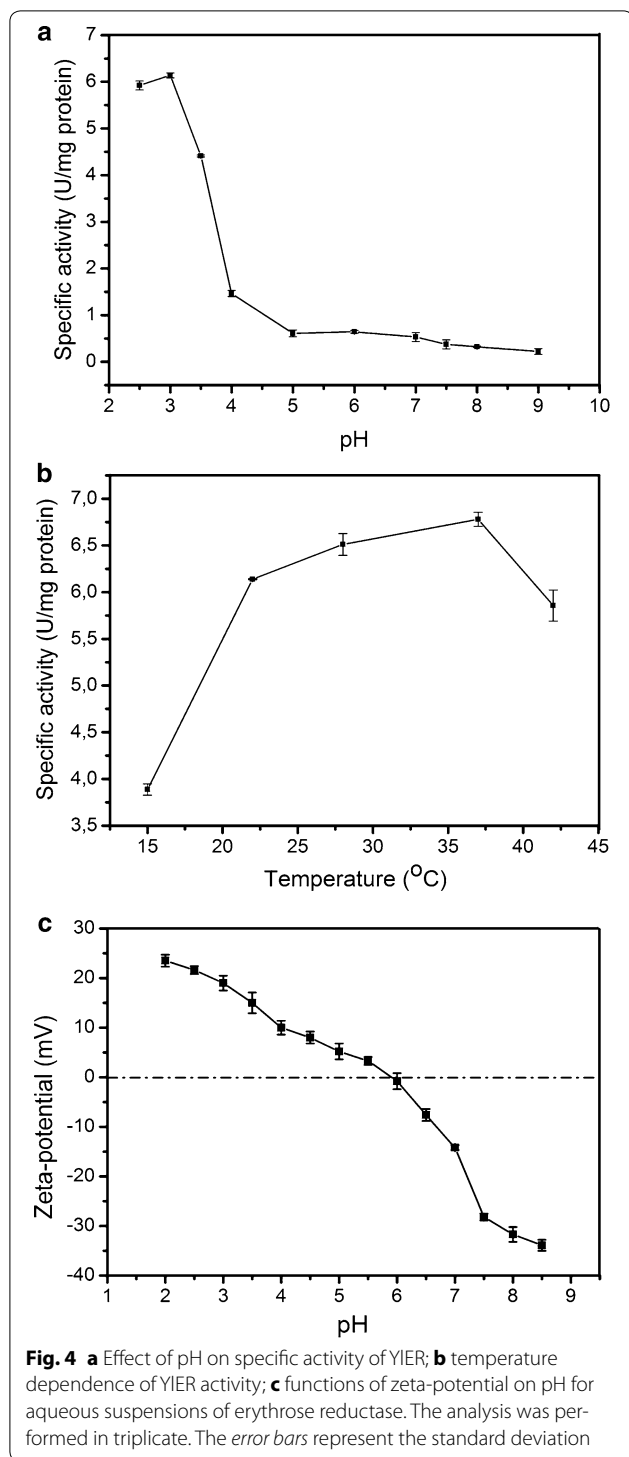 a
7
6
5
4
3
2
1
0
Specific activity (U/mg protein)
2 3 4 5 6 7 8 9 10
pH
b
7,0
6,5
6,0
5,5
5,0
4,5
4,0
3,5
Specific activity (U/mg protein)
15 20 25 30 35 40 45
Temperature (°C)
c
30
20
10
0
-10
-20
-30
-40
Zeta-potential (mV)
1 2 3 4 5 6 7 8 9
pH
Fig. 4 a Effect of pH on specific activity of YlER; b temperature
dependence of YlER activity; c functions of zeta-potential on pH for
aqueous suspensions of erythrose reductase. The analysis was per-
formed in triplicate. The error bars represent the standard deviation